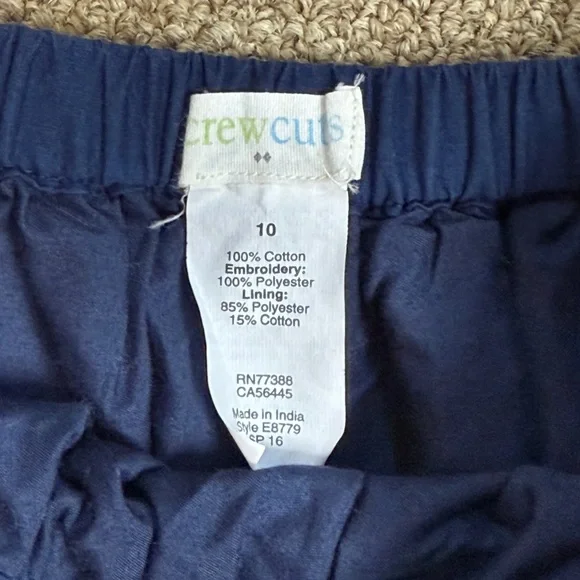 crewcuts
10
100% Cotton
Embroidery:
100% Polyester
Lining:
85% Polyester
15% Cotton
RN77388
CA56445
Made in India
Style E8779
SP 16